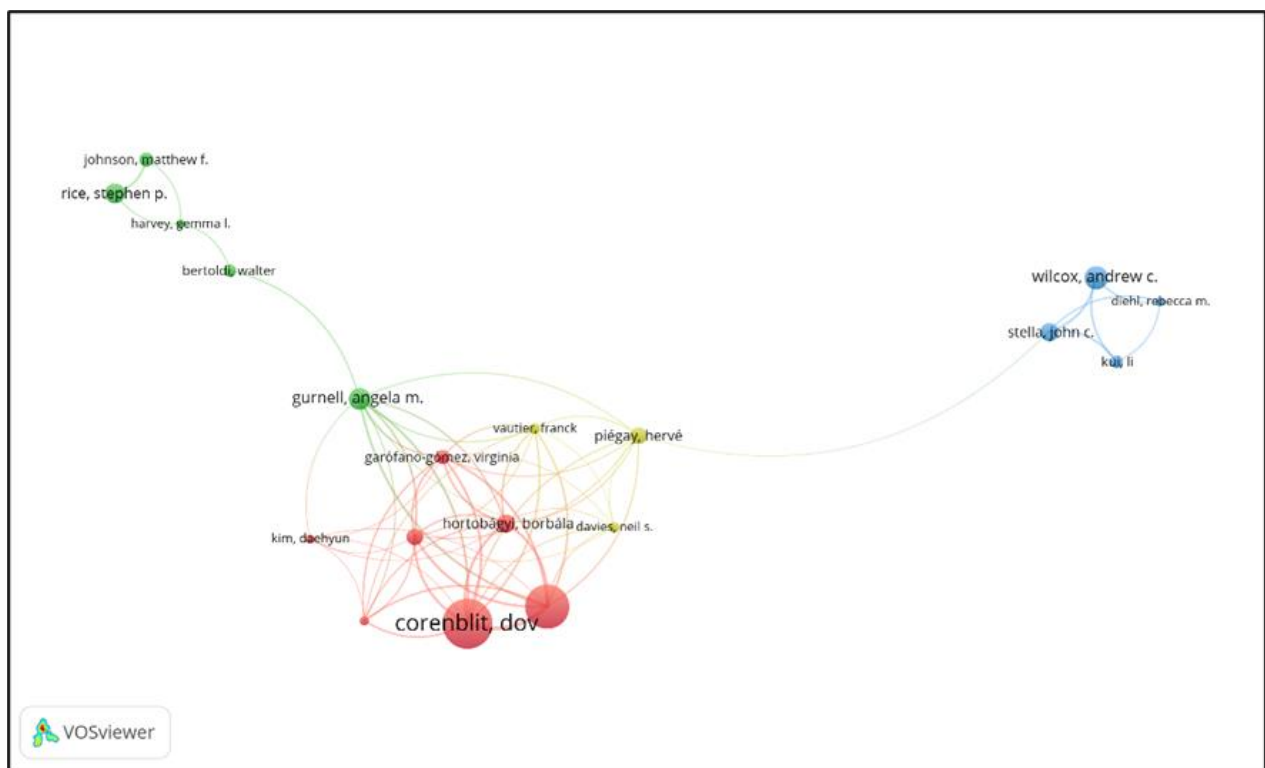 johnson, matthew f.
rice, stephen p.
harvey, gemma l.
bertoldi, walter
wilcox, andrew c.
diehl, rebecca m.
stella, john c.
kui, li
gurnell, angela m.
vautier, franck
piégay, hervé
garófano-gómez, virginia
hortobágyi, borbála
davies, neil s.
kim, daehyun
corenblit, dov
VOSviewer